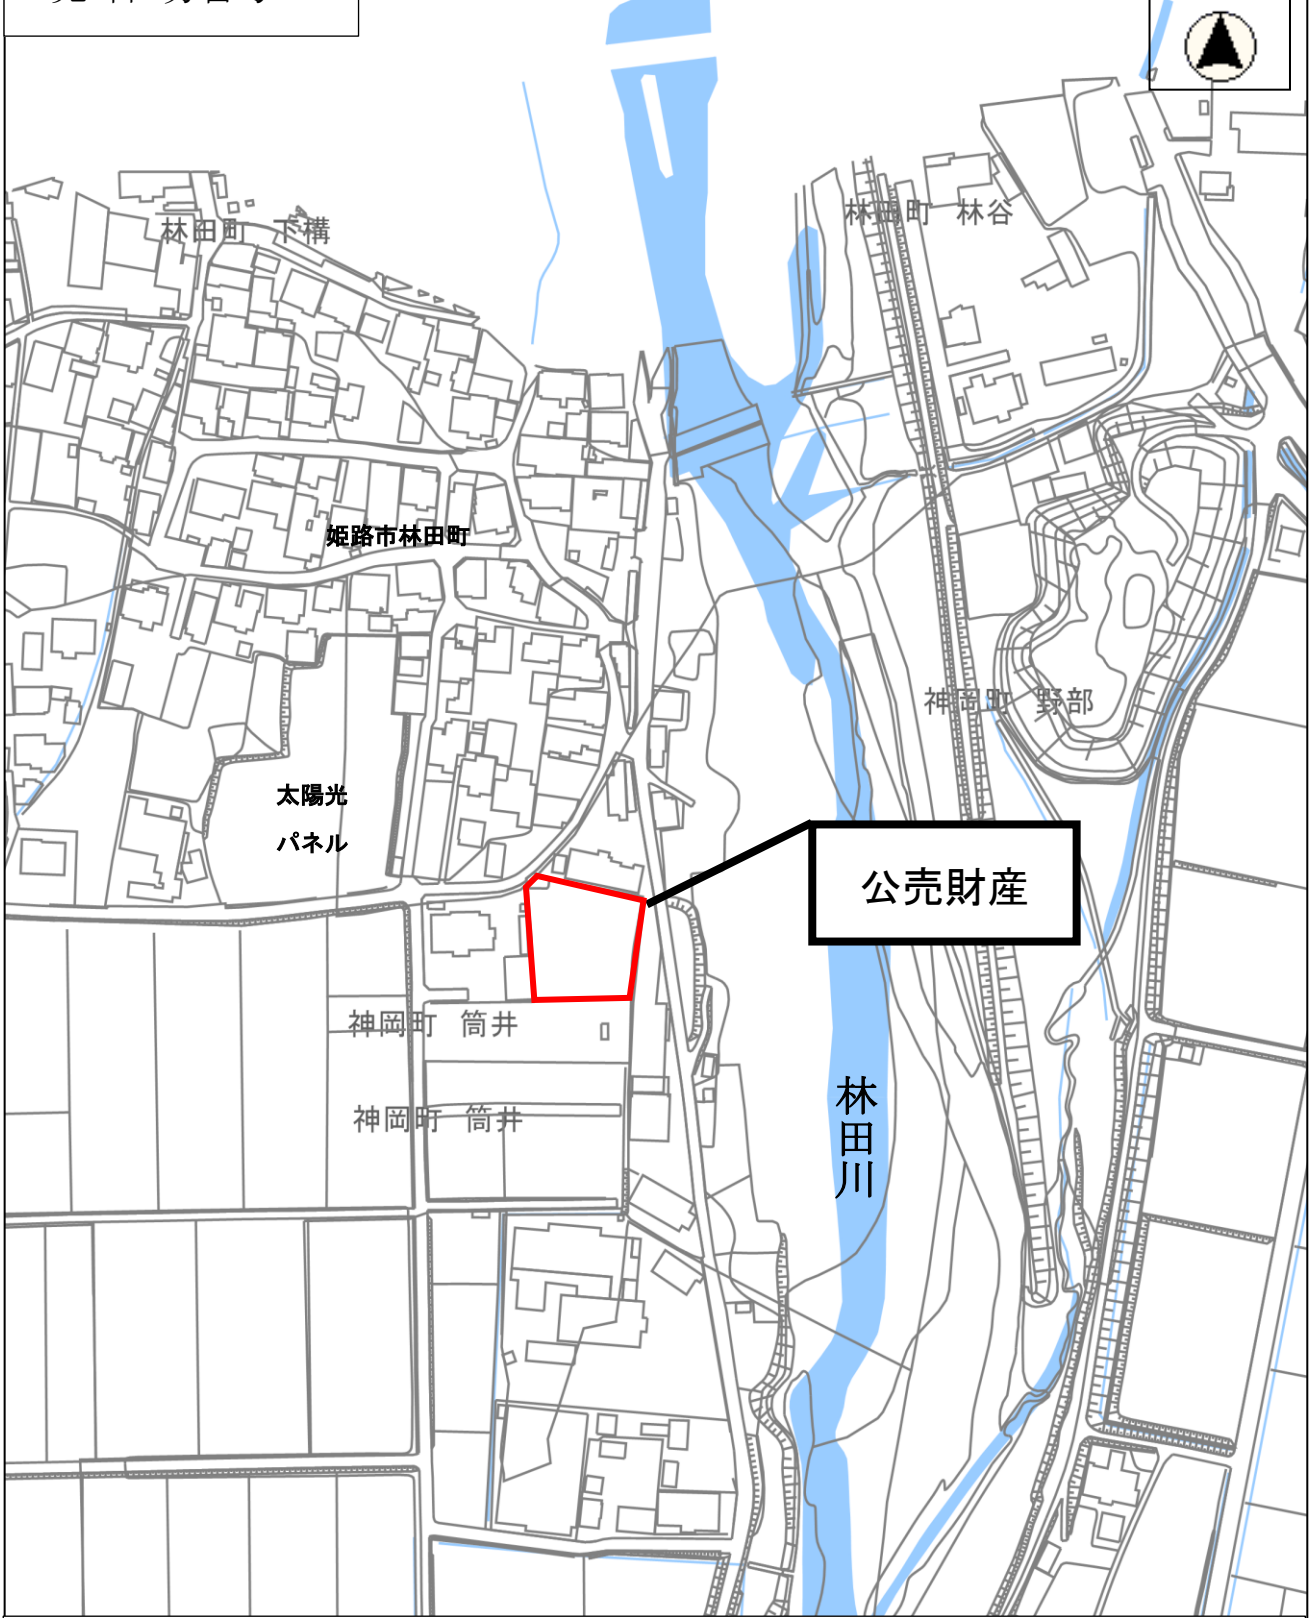 林田町 下構
林田町 林谷
姫路市林田町
神岡町 野部
太陽光
パネル
公売財産
神岡町 筒井
神岡町 筒井
林田川